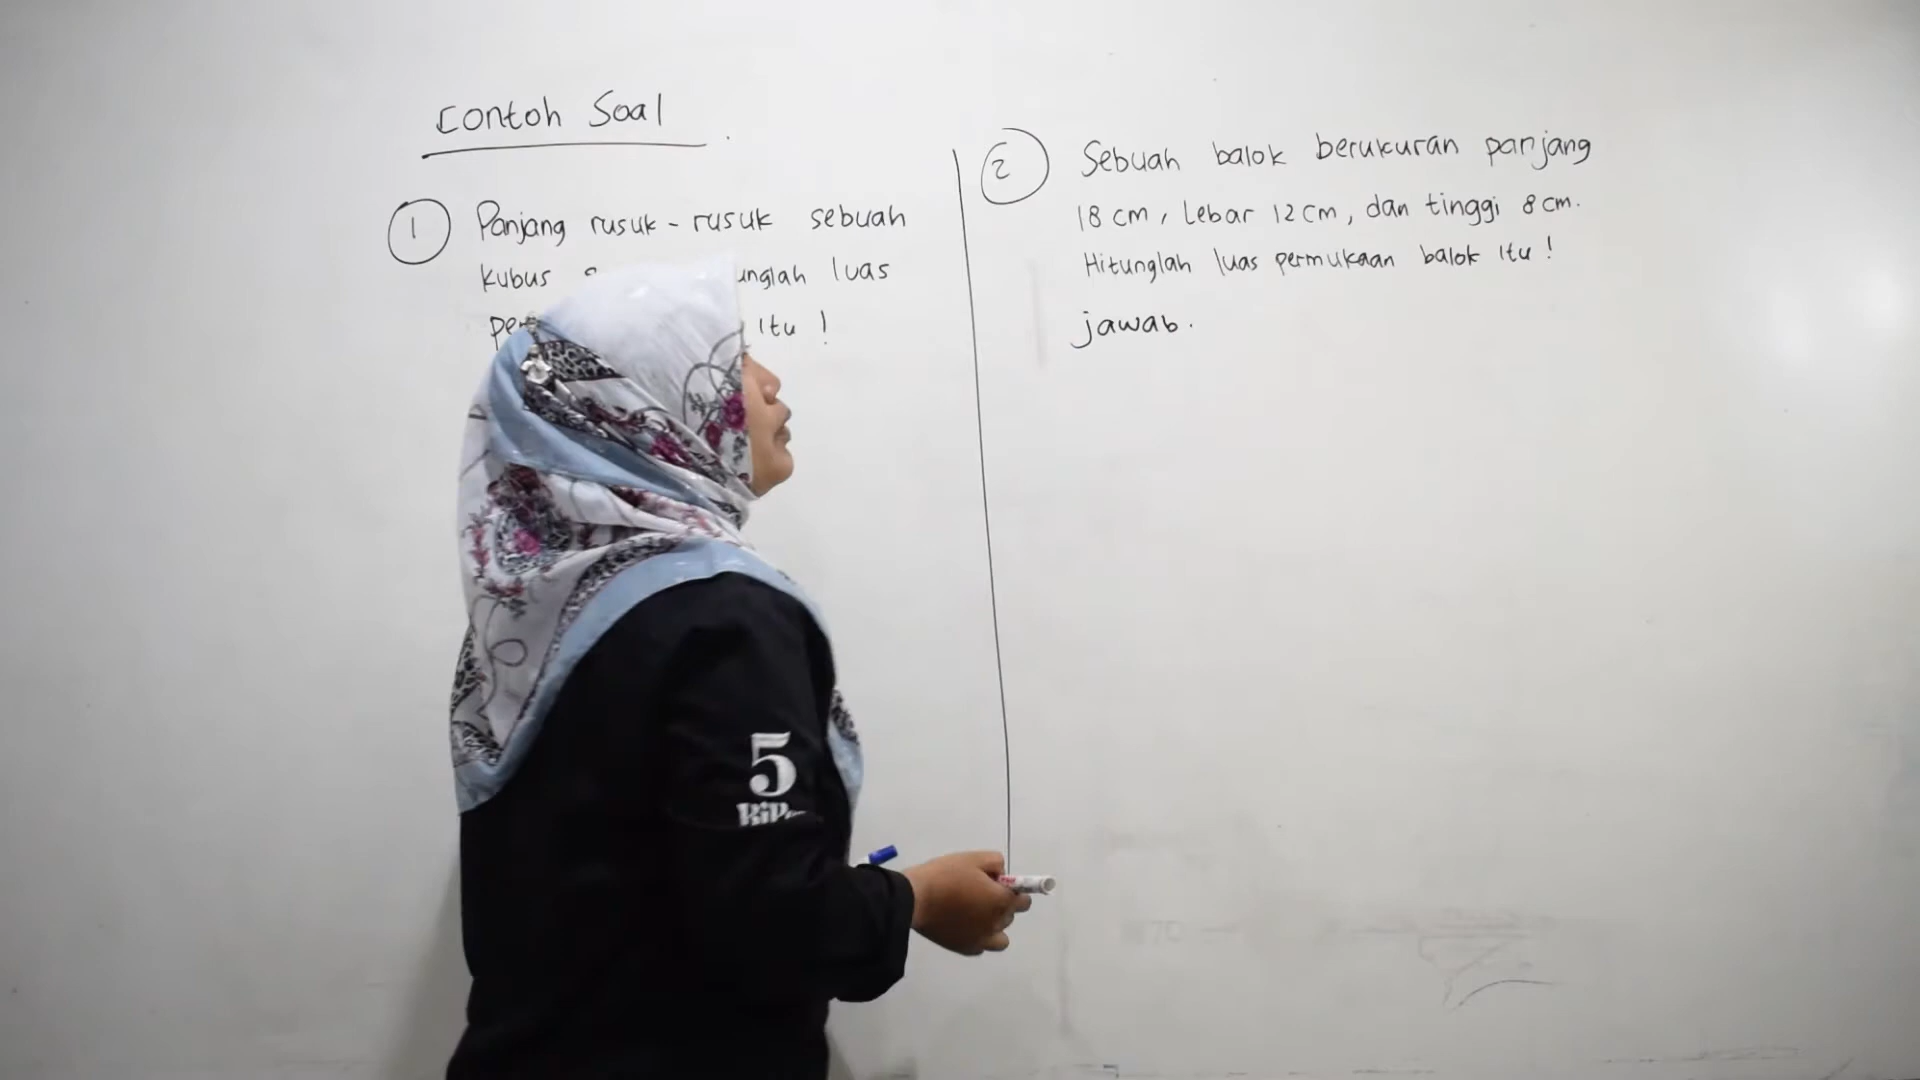 Contoh Soal
1 Panjang rusuk - rusuk sebuah
kubus luas
Itu !
2 Sebuah balok berukuran panjang
18 cm, Lebar 12 cm, dan tinggi 8 cm.
Hitunglah luas permukaan balok itu !
jawab.
5